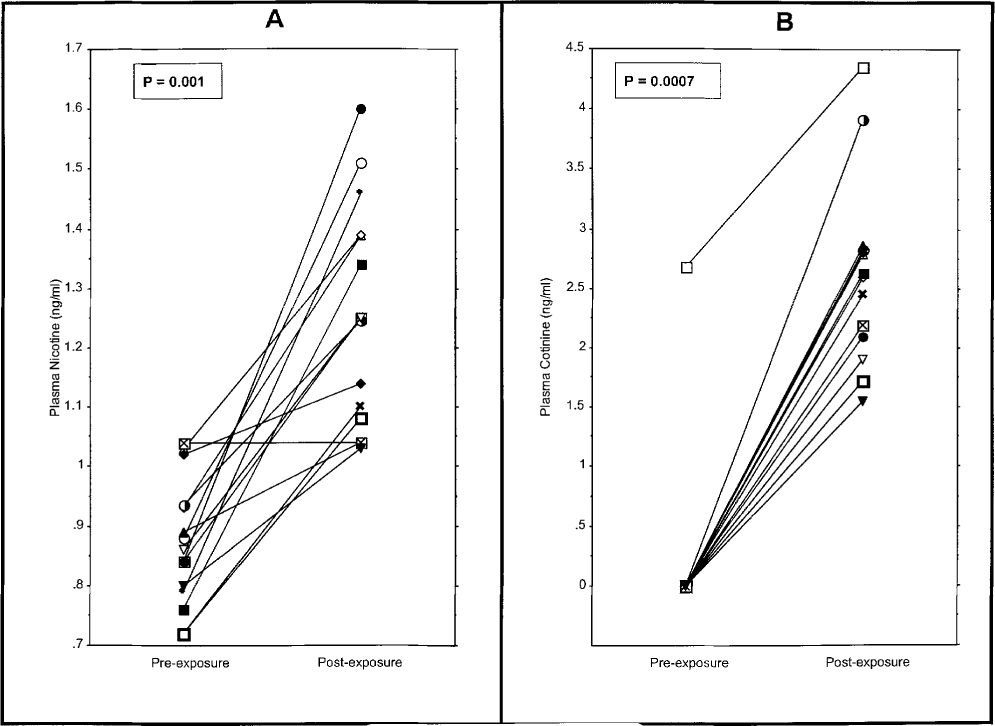 A
P = 0.001
1.7
1.6
1.5
1.4
1.3
1.2
1.1
1
.9
.8
.7
Plasma Nicotine (ng/ml)
Pre-exposure
Post-exposure
B
P = 0.0007
4.5
4
3.5
3
2.5
2
1.5
1
.5
0
Plasma Cotinine (ng/ml)
Pre-exposure
Post-exposure